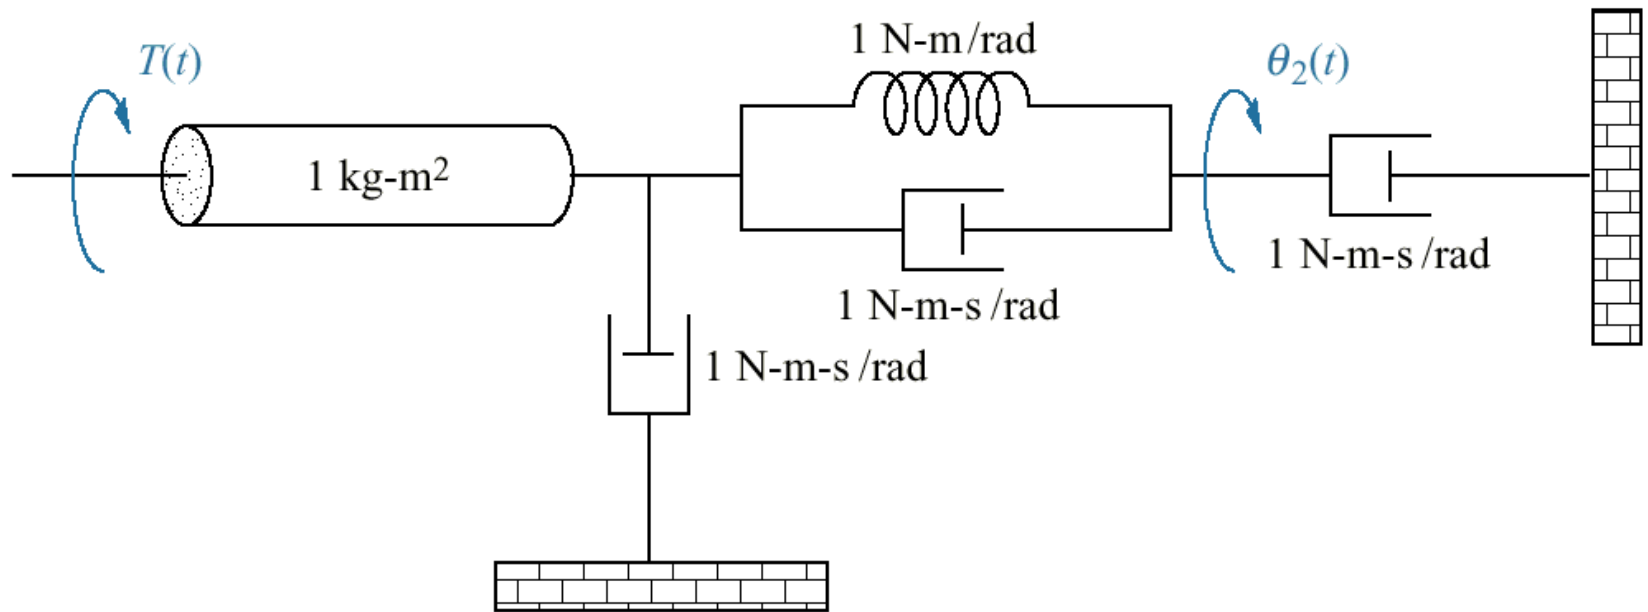 T(t)
1 kg-m²
1 N-m/rad
1 N-m-s/rad
1 N-m-s/rad
θ₂(t)
1 N-m-s/rad